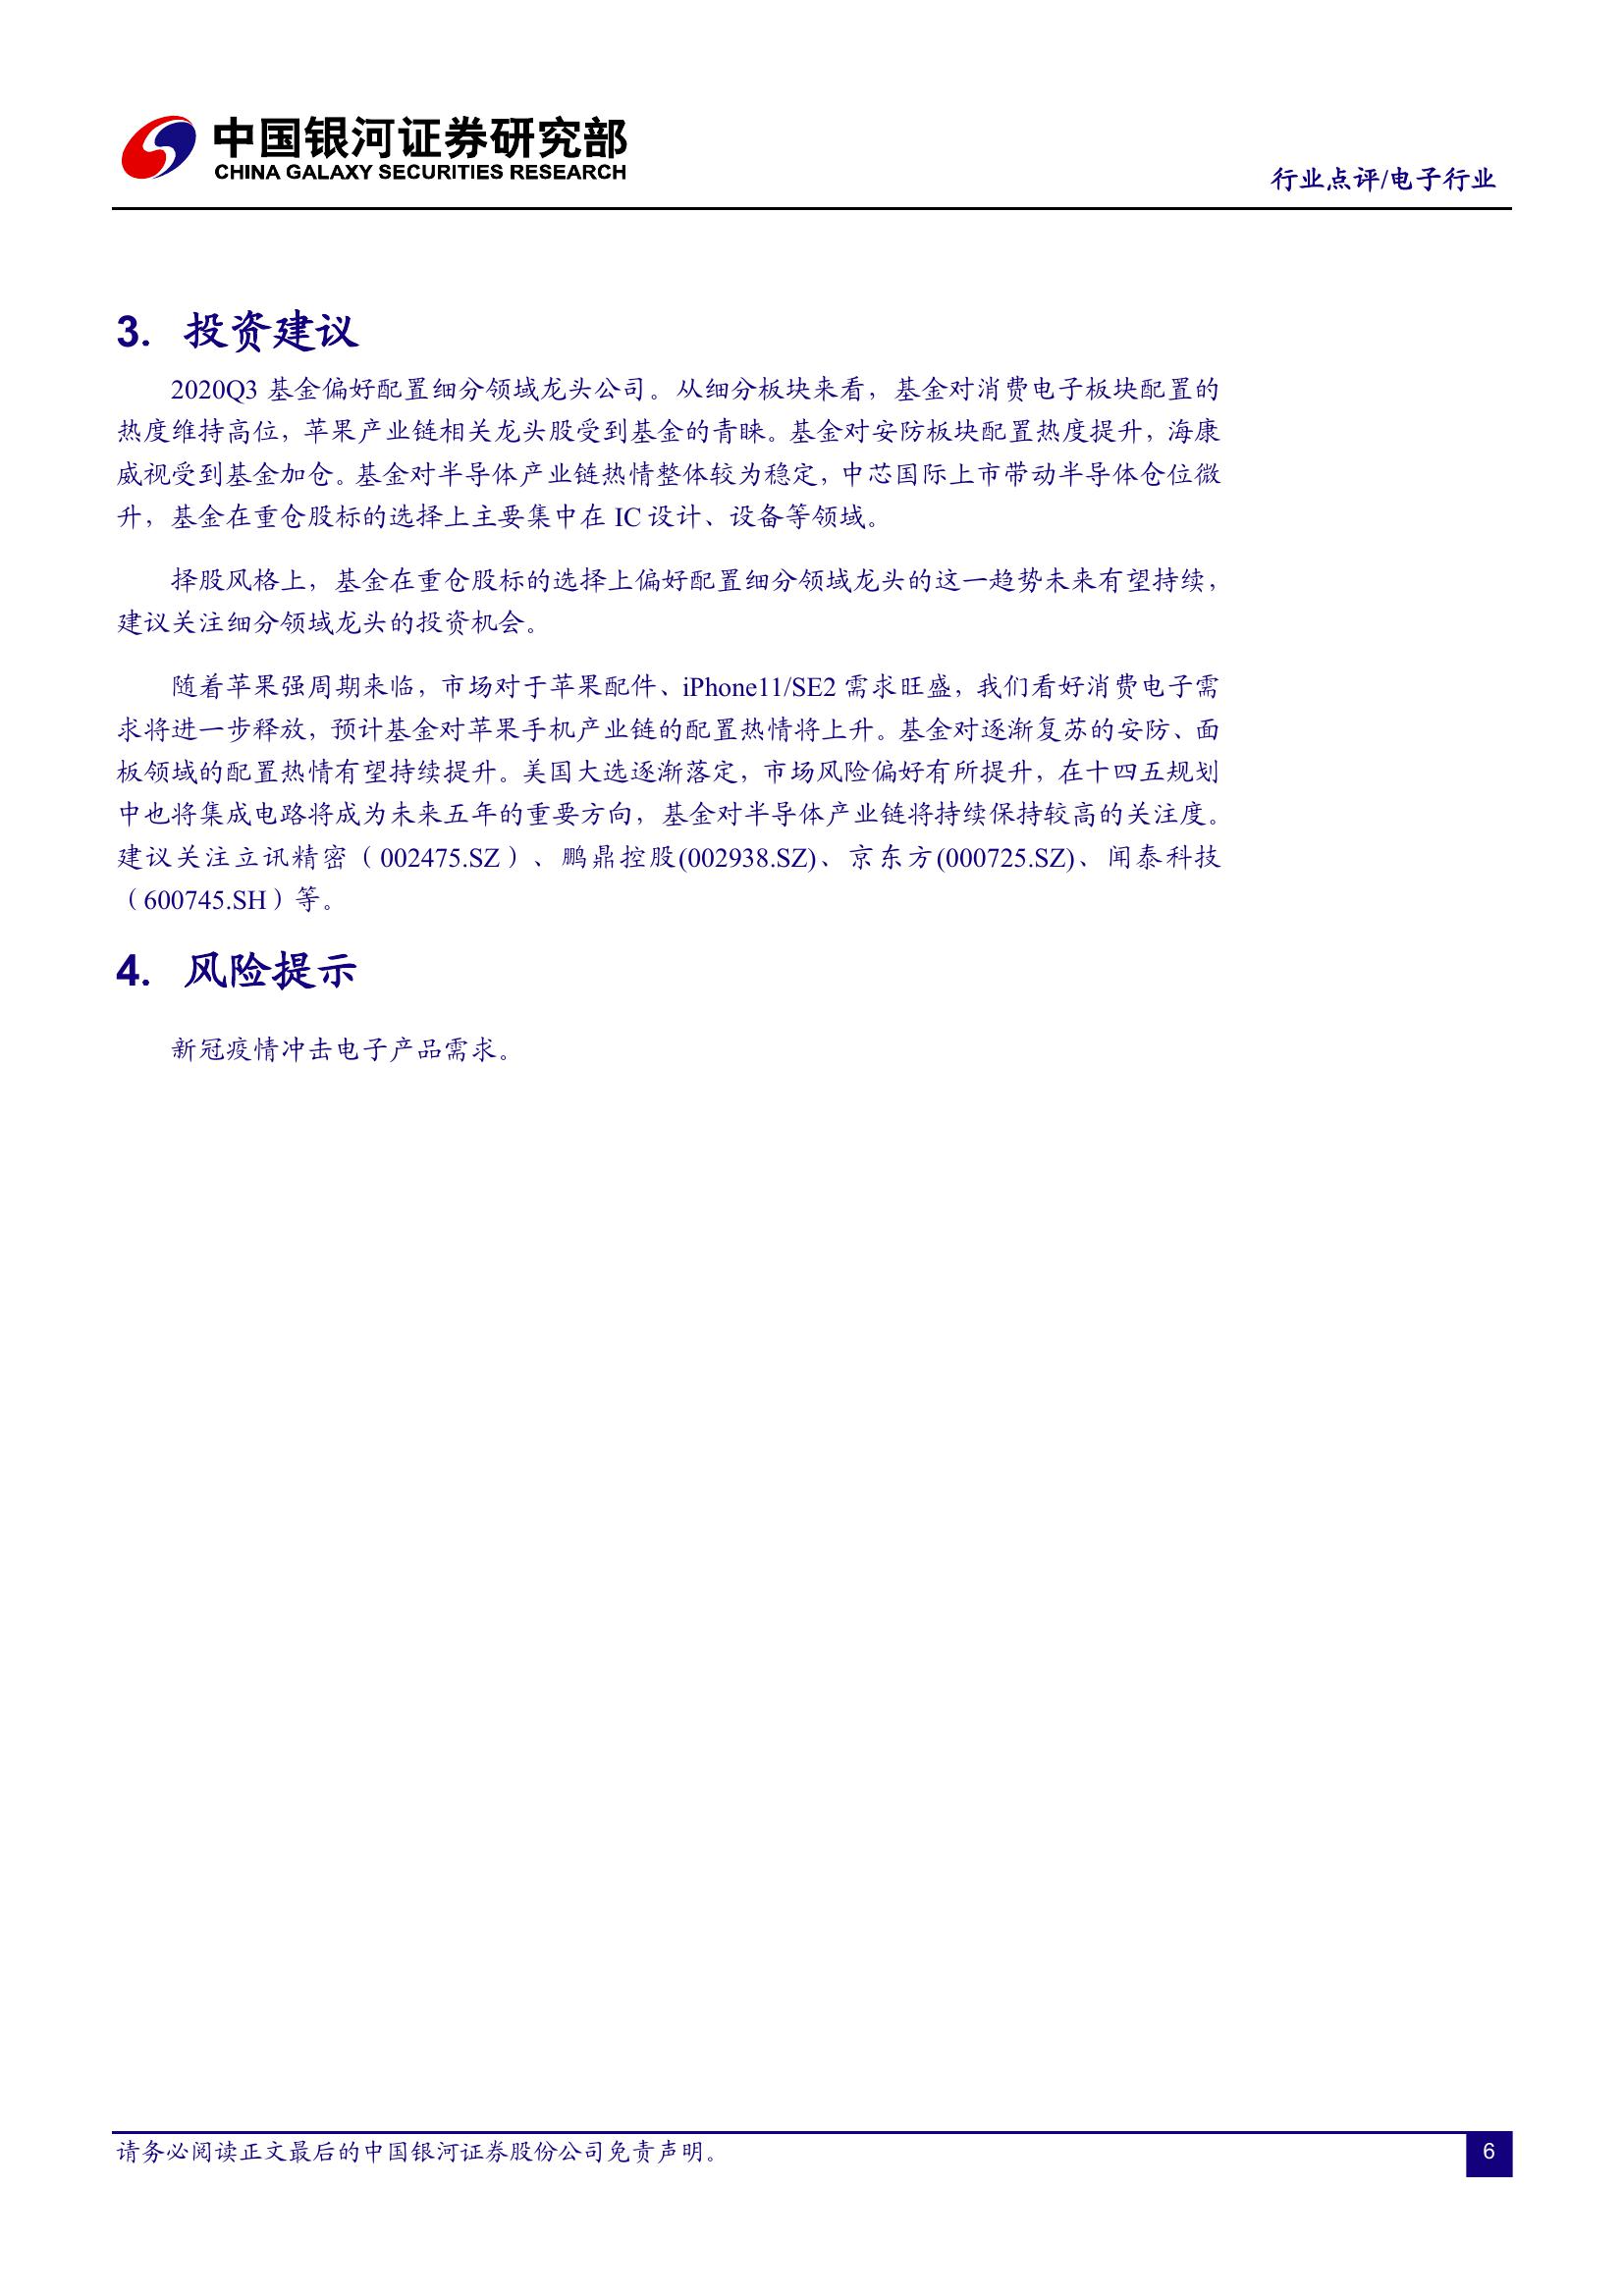 中国银河证券研究部
CHINA GALAXY SECURITIES RESEARCH
行业点评/电子行业
3. 投资建议
2020Q3 基金偏好配置细分领域龙头公司。从细分板块来看，基金对消费电子板块配置的
热度维持高位，苹果产业链相关龙头股受到基金的青睐。基金对安防板块配置热度提升，海康
威视受到基金加仓。基金对半导体产业链热情整体较为稳定，中芯国际上市带动半导体仓位微
升，基金在重仓股标的选择上主要集中在 IC 设计、设备等领域。
择股风格上，基金在重仓股标的选择上偏好配置细分领域龙头的这一趋势未来有望持续，
建议关注细分领域龙头的投资机会。
随着苹果强周期来临，市场对于苹果配件、iPhone11/SE2 需求旺盛，我们看好消费电子需
求将进一步释放，预计基金对苹果手机产业链的配置热情将上升。基金对逐渐复苏的安防、面
板领域的配置热情有望持续提升。美国大选逐渐落定，市场风险偏好有所提升，在十四五规划
中也将集成电路将成为未来五年的重要方向，基金对半导体产业链将持续保持较高的关注度。
建议关注立讯精密（002475.SZ）、鹏鼎控股(002938.SZ)、京东方(000725.SZ)、闻泰科技
（600745.SH）等。
4. 风险提示
新冠疫情冲击电子产品需求。
请务必阅读正文最后的中国银河证券股份公司免责声明。
6